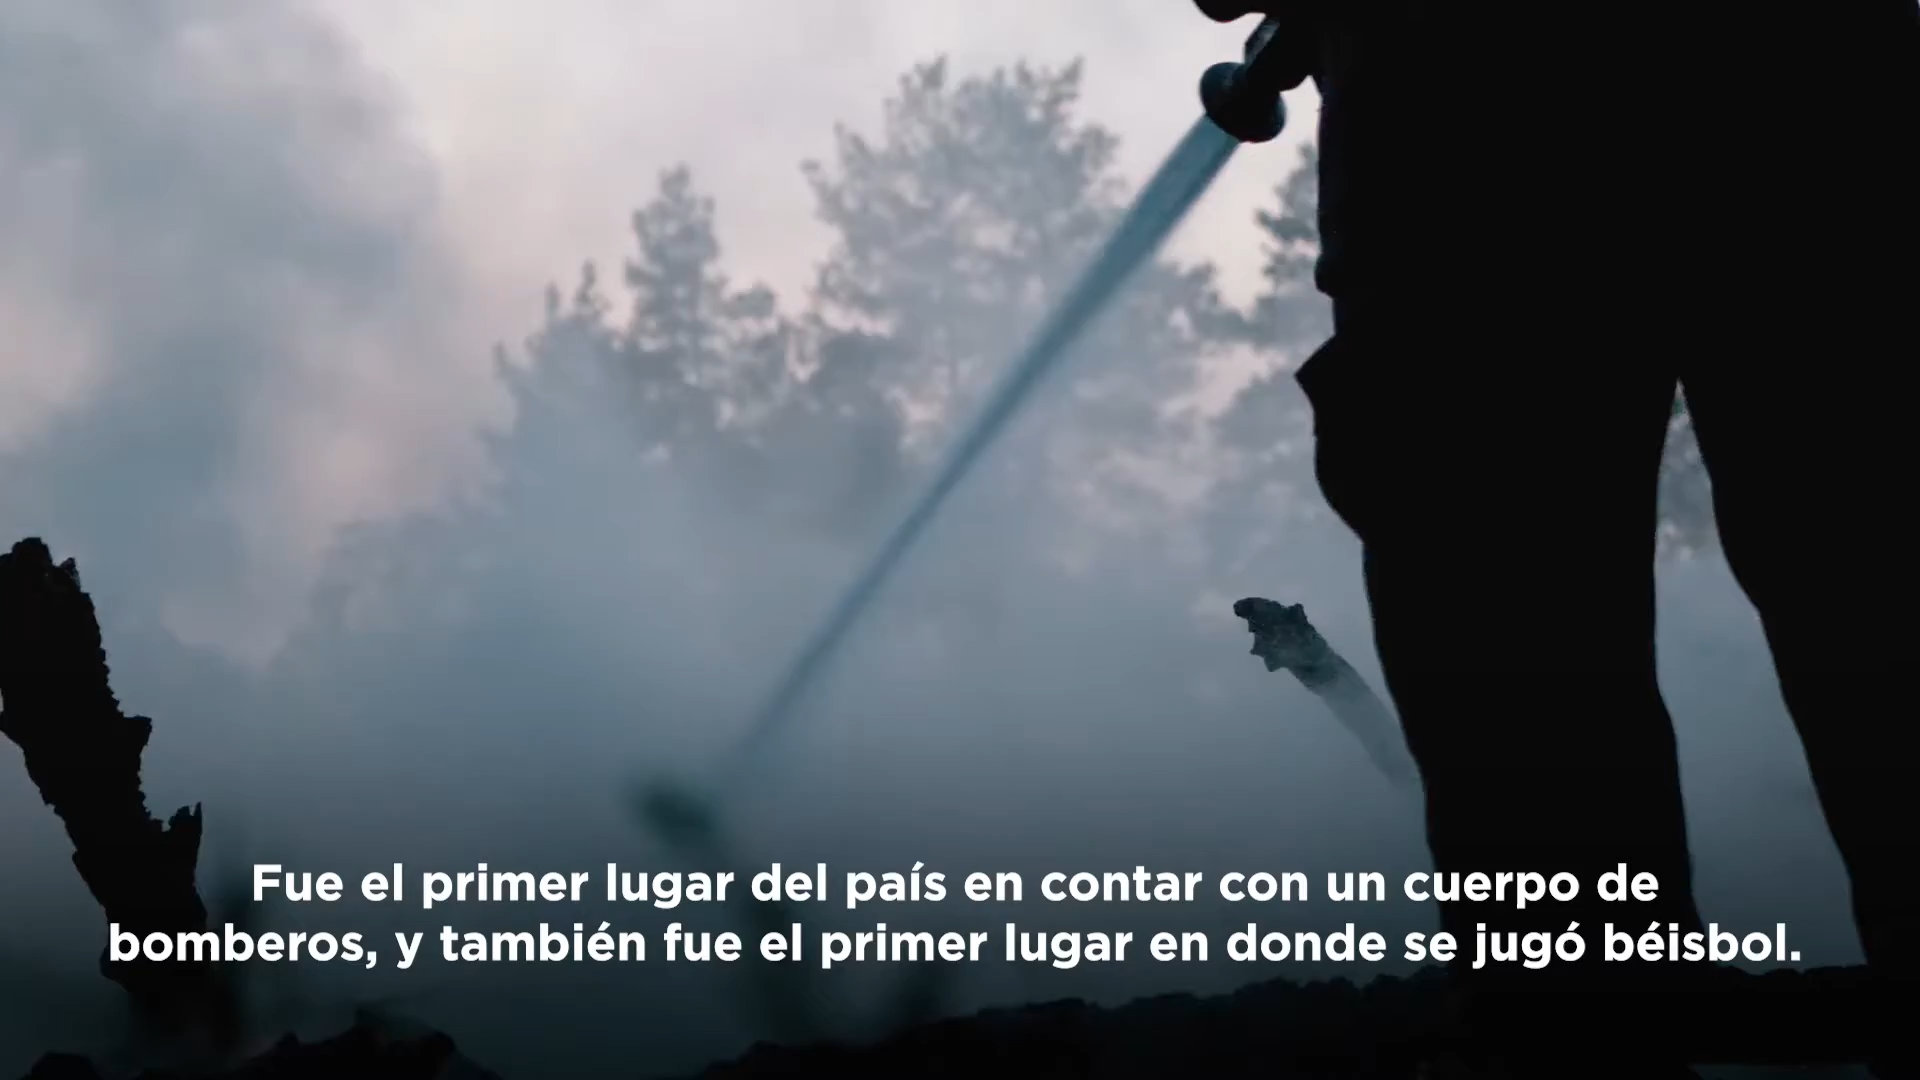 Fue el primer lugar del país en contar con un cuerpo de
bomberos, y también fue el primer lugar en donde se jugó béisbol.